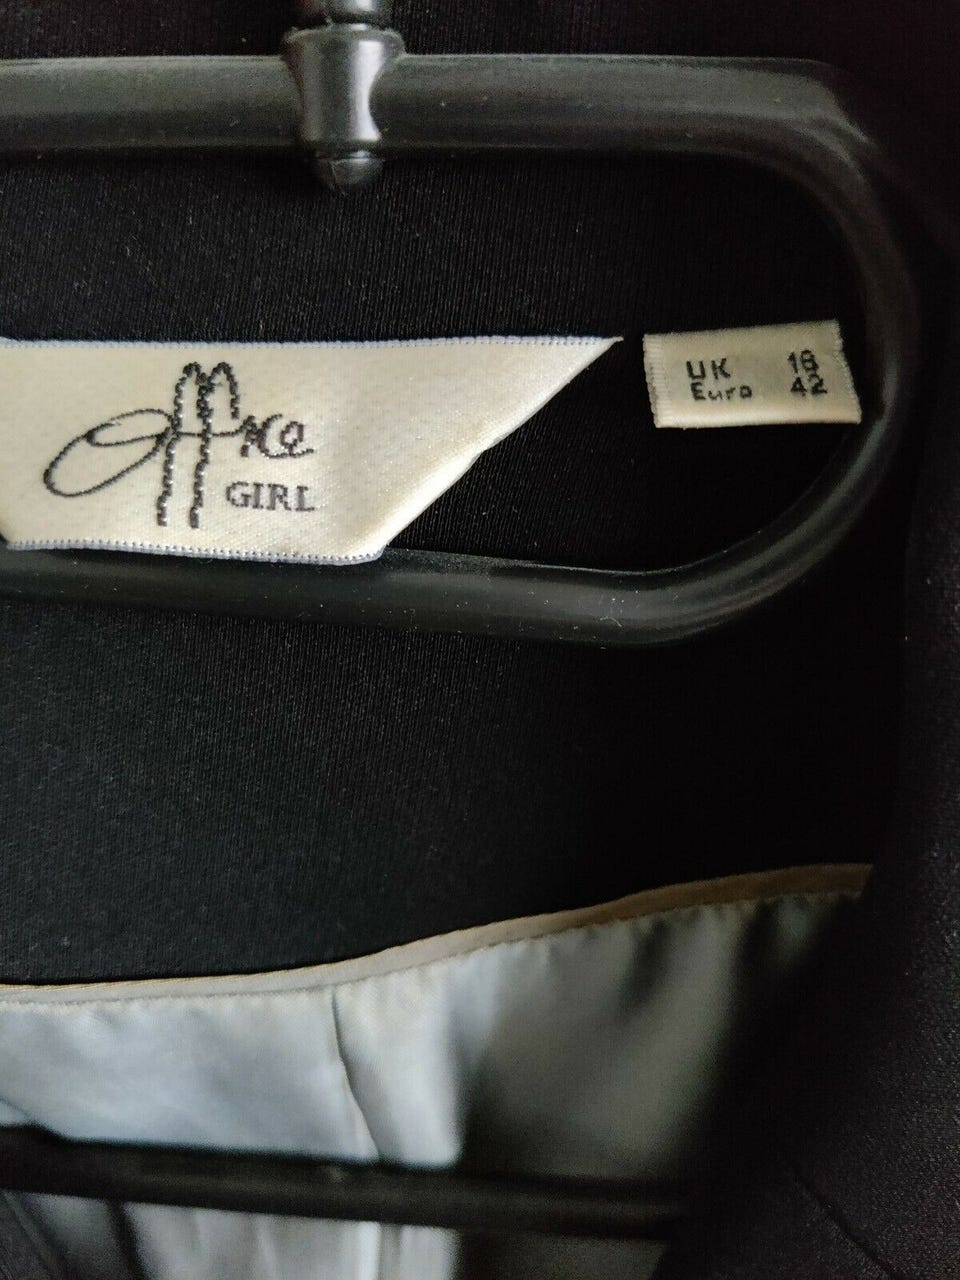 Office
GIRL
UK 16
Euro 42